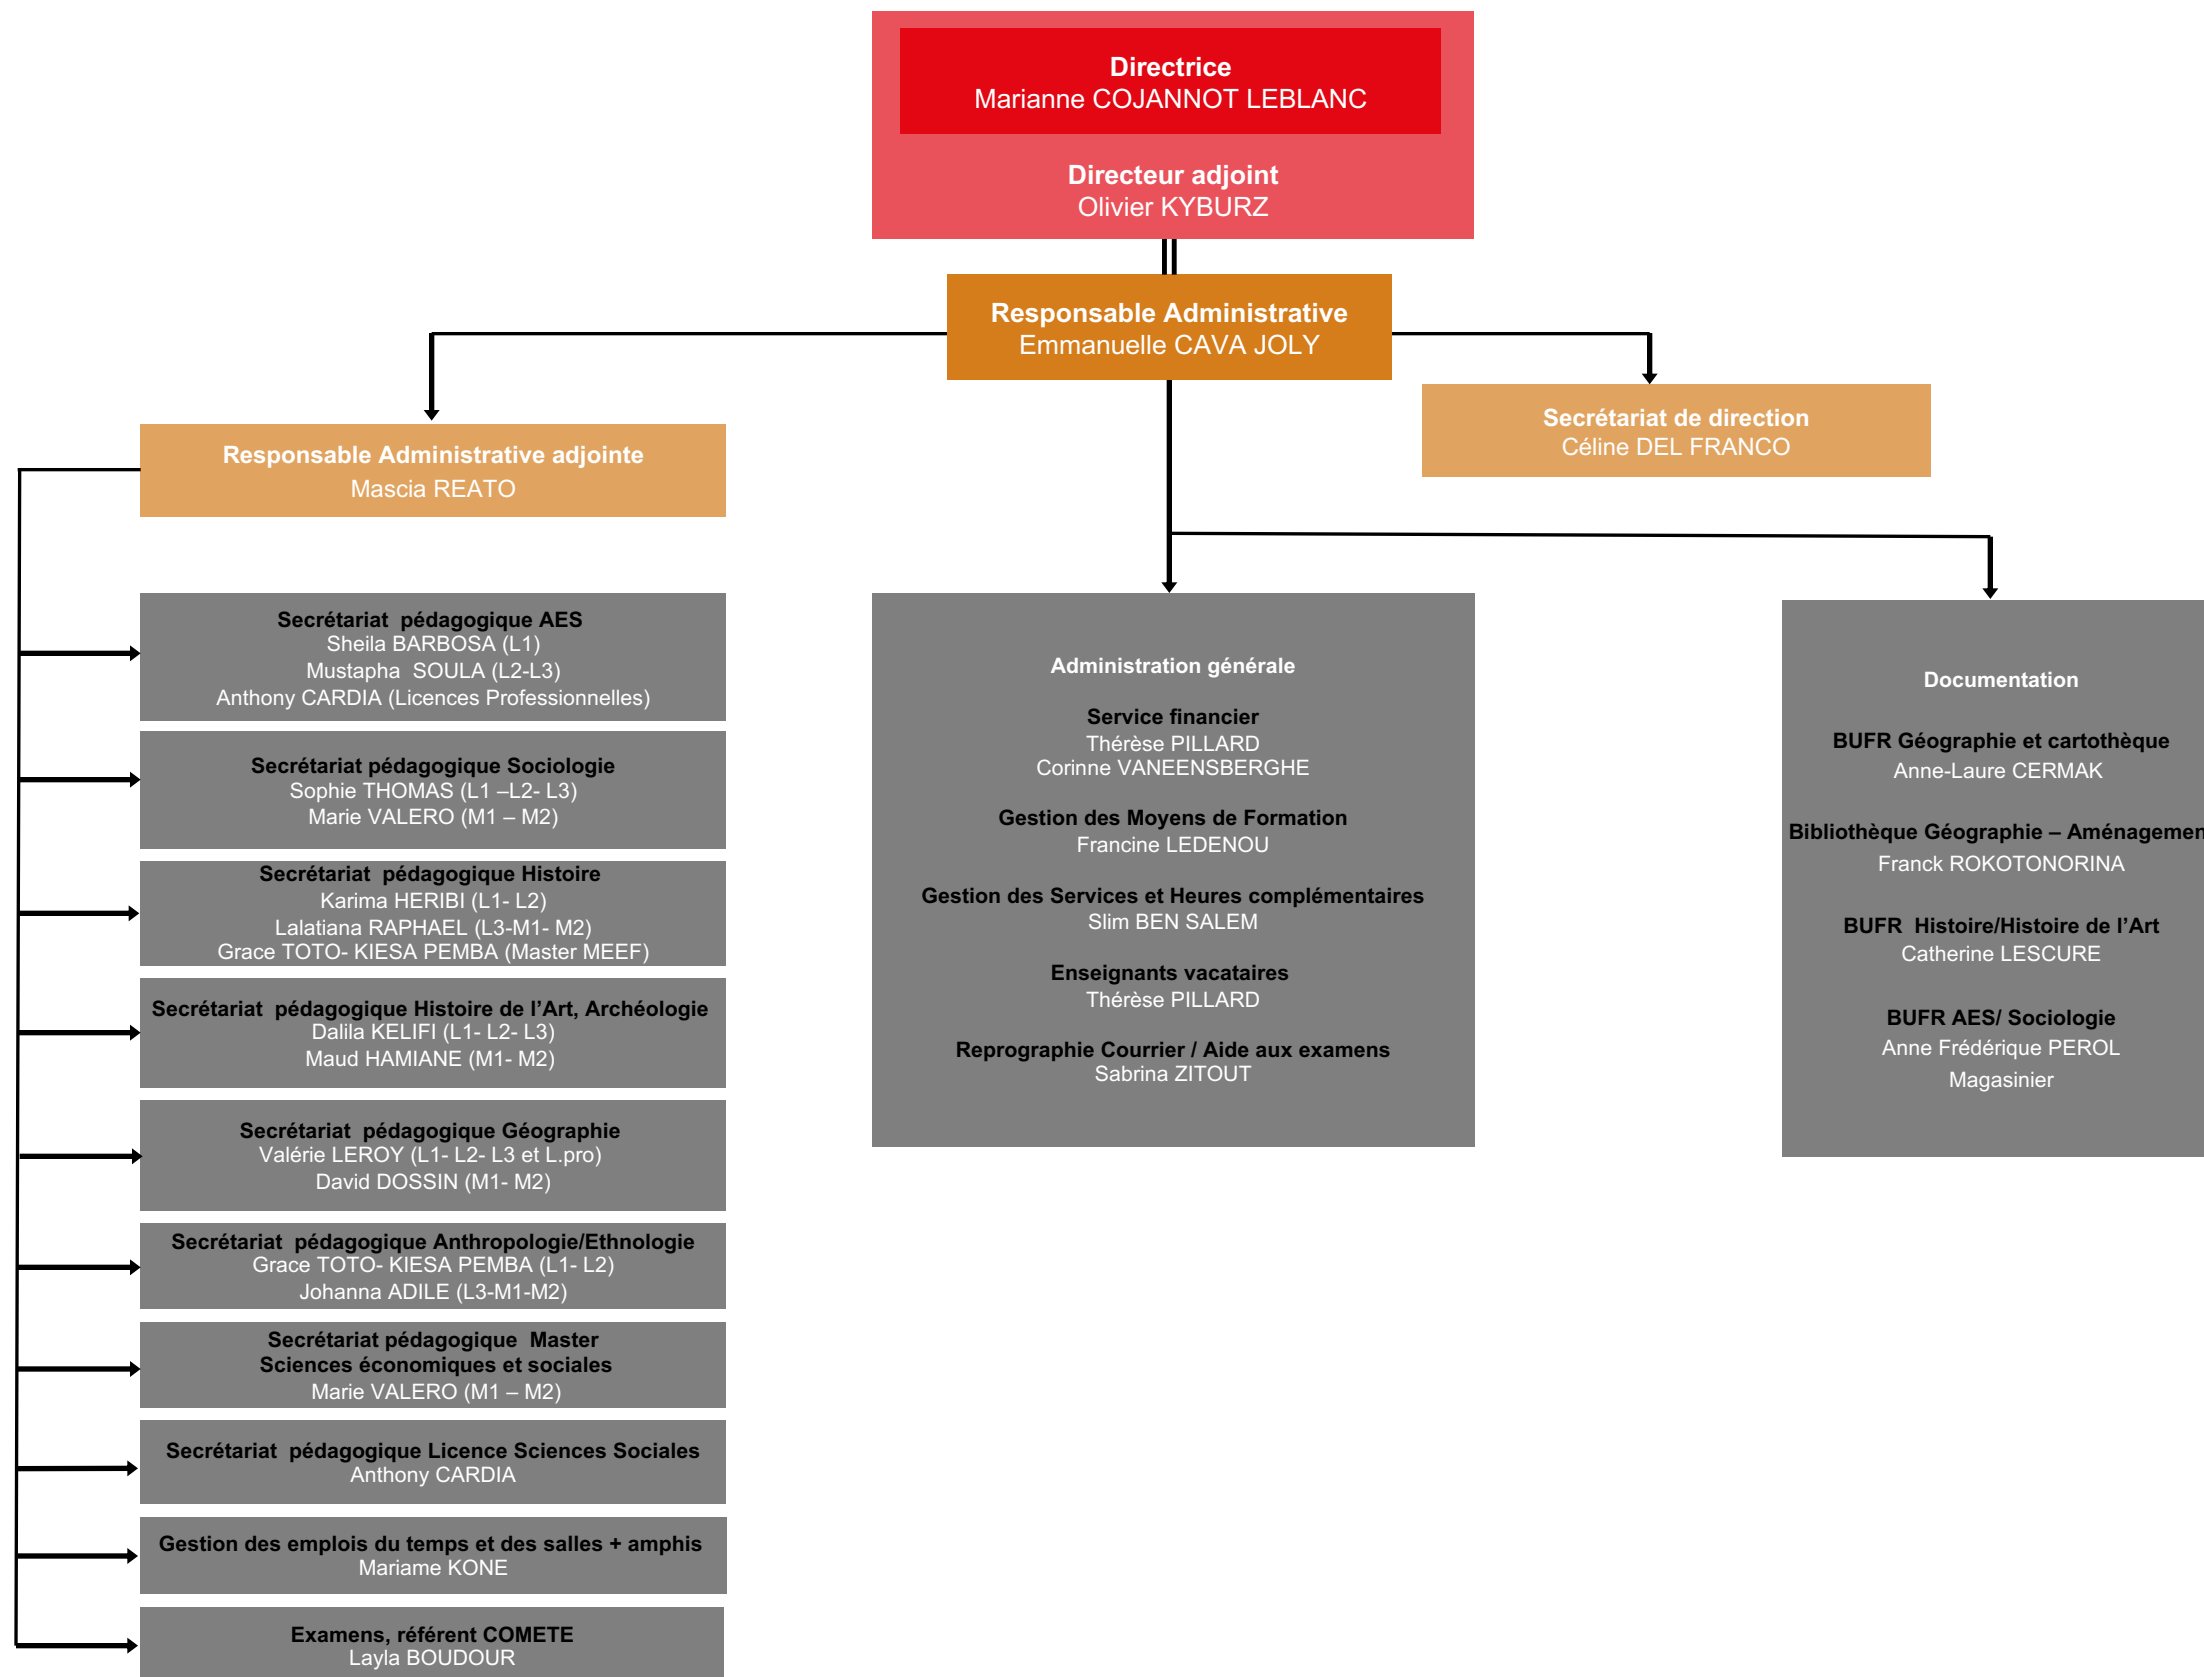 Directrice
Marianne COJANNOT LEBLANC
Directeur adjoint
Olivier KYBURZ
Responsable Administrative
Emmanuelle CAVA JOLY
Secrétariat de direction
Céline DEL FRANCO
Responsable Administrative adjointe
Mascia REATO
Secrétariat pédagogique AES
Sheila BARBOSA (L1)
Mustapha SOULA (L2-L3)
Anthony CARDIA (Licences Professionnelles)
Secrétariat pédagogique Sociologie
Sophie THOMAS (L1 –L2- L3)
Marie VALERO (M1 – M2)
Secrétariat pédagogique Histoire
Karima HERIBI (L1- L2)
Lalatiana RAPHAEL (L3-M1- M2)
Grace TOTO- KIESA PEMBA (Master MEEF)
Secrétariat pédagogique Histoire de l’Art, Archéologie
Dalila KELIFI (L1- L2- L3)
Maud HAMIANE (M1- M2)
Secrétariat pédagogique Géographie
Valérie LEROY (L1- L2- L3 et L.pro)
David DOSSIN (M1- M2)
Secrétariat pédagogique Anthropologie/Ethnologie
Grace TOTO- KIESA PEMBA (L1- L2)
Johanna ADILE (L3-M1-M2)
Secrétariat pédagogique Master
Sciences économiques et sociales
Marie VALERO (M1 – M2)
Secrétariat pédagogique Licence Sciences Sociales
Anthony CARDIA
Gestion des emplois du temps et des salles + amphis
Mariame KONE
Examens, référent COMETE
Layla BOUDOUR
Administration générale
Service financier
Thérèse PILLARD
Corinne VANEENSBERGHE
Gestion des Moyens de Formation
Francine LEDENOU
Gestion des Services et Heures complémentaires
Slim BEN SALEM
Enseignants vacataires
Thérèse PILLARD
Reprographie Courrier / Aide aux examens
Sabrina ZITOUT
Documentation
BUFR Géographie et cartothèque
Anne-Laure CERMAK
Bibliothèque Géographie – Aménagemen
Franck ROKOTONORINA
BUFR Histoire/Histoire de l’Art
Catherine LESCURE
BUFR AES/ Sociologie
Anne Frédérique PEROL
Magasinier